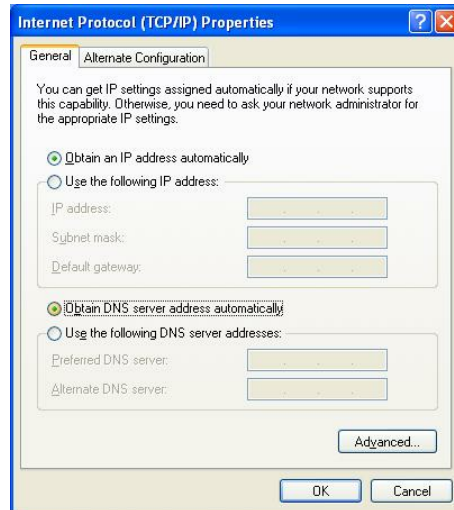 Internet Protocol (TCP/IP) Properties
General Alternate Configuration
You can get IP settings assigned automatically if your network supports
this capability. Otherwise, you need to ask your network administrator for
the appropriate IP settings.
Obtain an IP address automatically
Use the following IP address:
IP address:
Subnet mask:
Default gateway:
Obtain DNS server address automatically
Use the following DNS server addresses:
Preferred DNS server:
Alternate DNS server:
Advanced...
OK Cancel